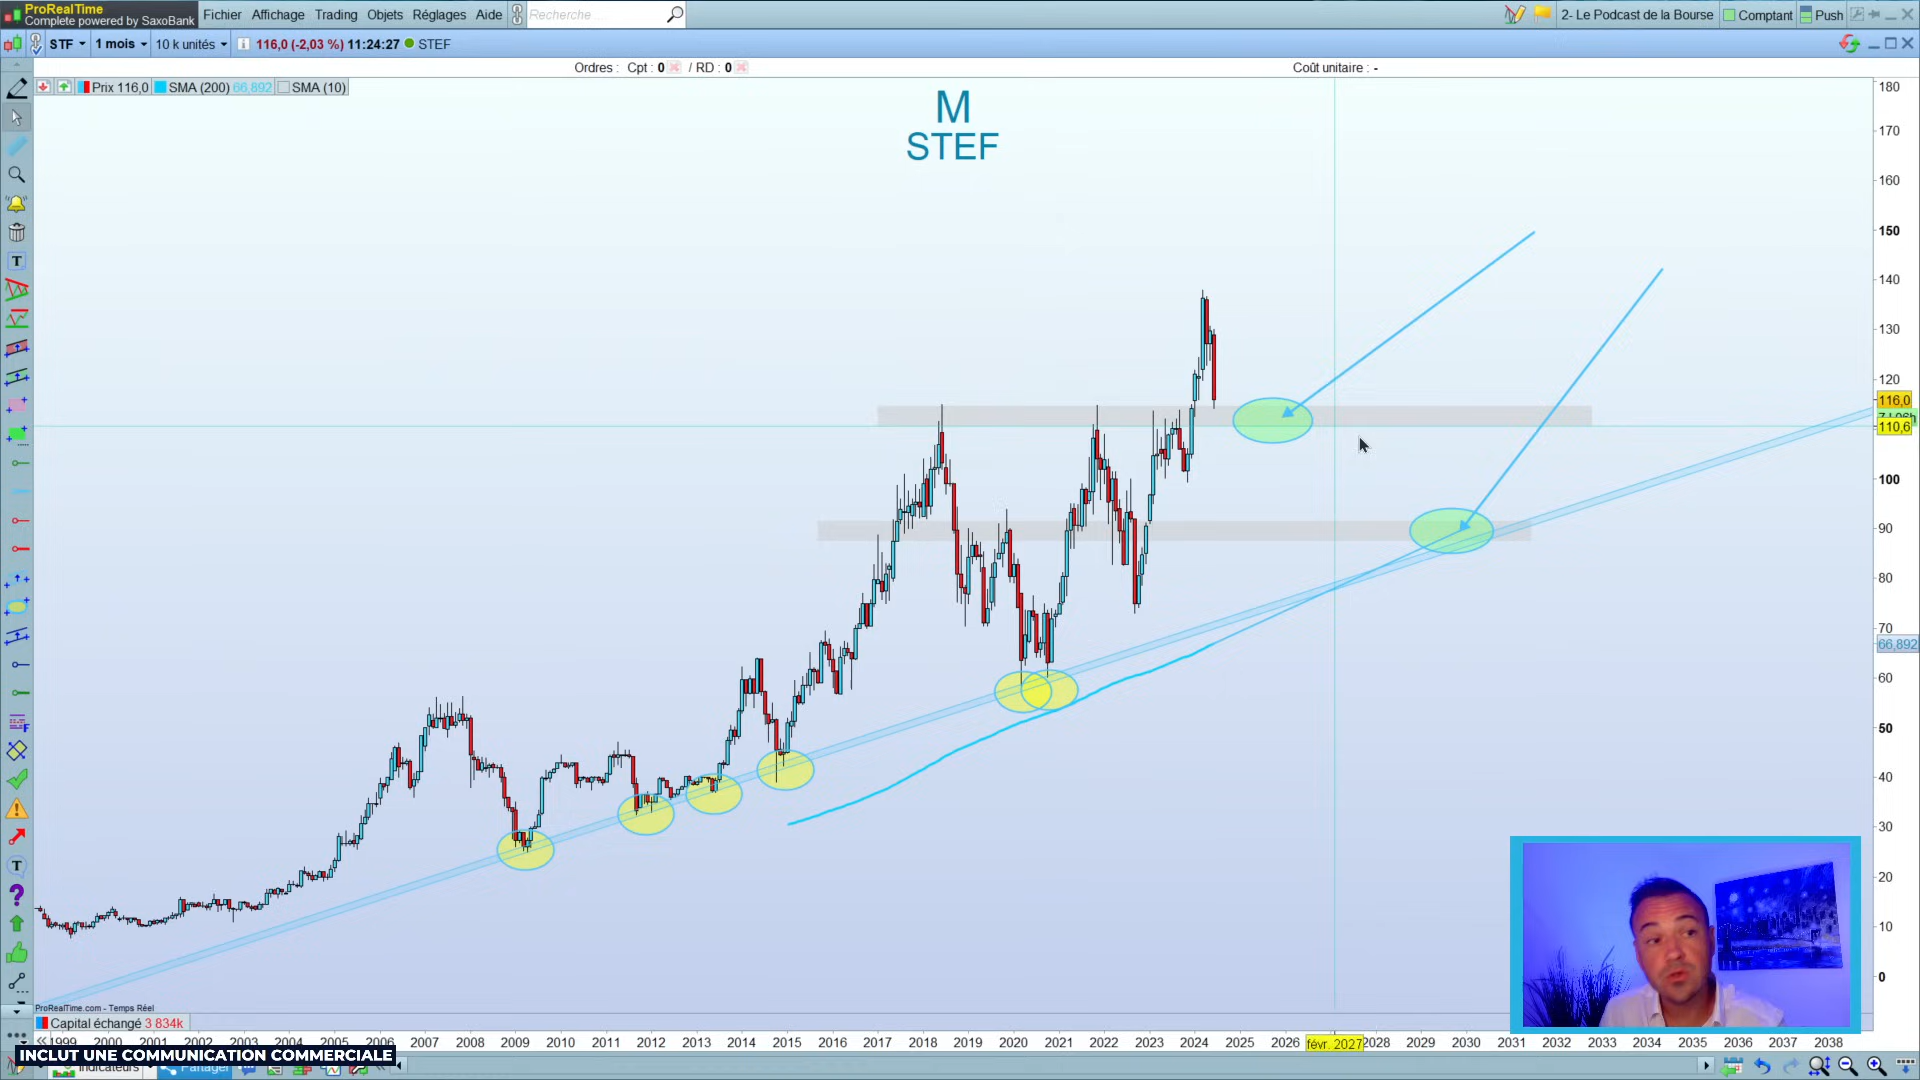 ProRealTime
Complete powered by SaxoBank
Fichier Affichage Trading Objets Réglages Aide
Recherche...
2- Le Podcast de la Bourse Comptant Push
STF 1 mois 10 k unités 116,0 (-2,03 %) 11:24:27 STEF
Ordres : Cpt : 0 / RD : 0
Coût unitaire : -
Prix 116,0 SMA (200) 66,892 SMA (10)
M
STEF
180
170
160
150
140
130
120
116,0
110,6
100
90
80
70
66,892
60
50
40
30
20
10
0
ProRealTime.com - Temps Réel
Capital échangé 3 834k
1999 2000 2001 2002 2003 2004 2005 2006 2007 2008 2009 2010 2011 2012 2013 2014 2015 2016 2017 2018 2019 2020 2021 2022 2023 2024 2025 2026 févr. 2027 2028 2029 2030 2031 2032 2033 2034 2035 2036 2037 2038
INCLUT UNE COMMUNICATION COMMERCIALE
Indicateurs Partager